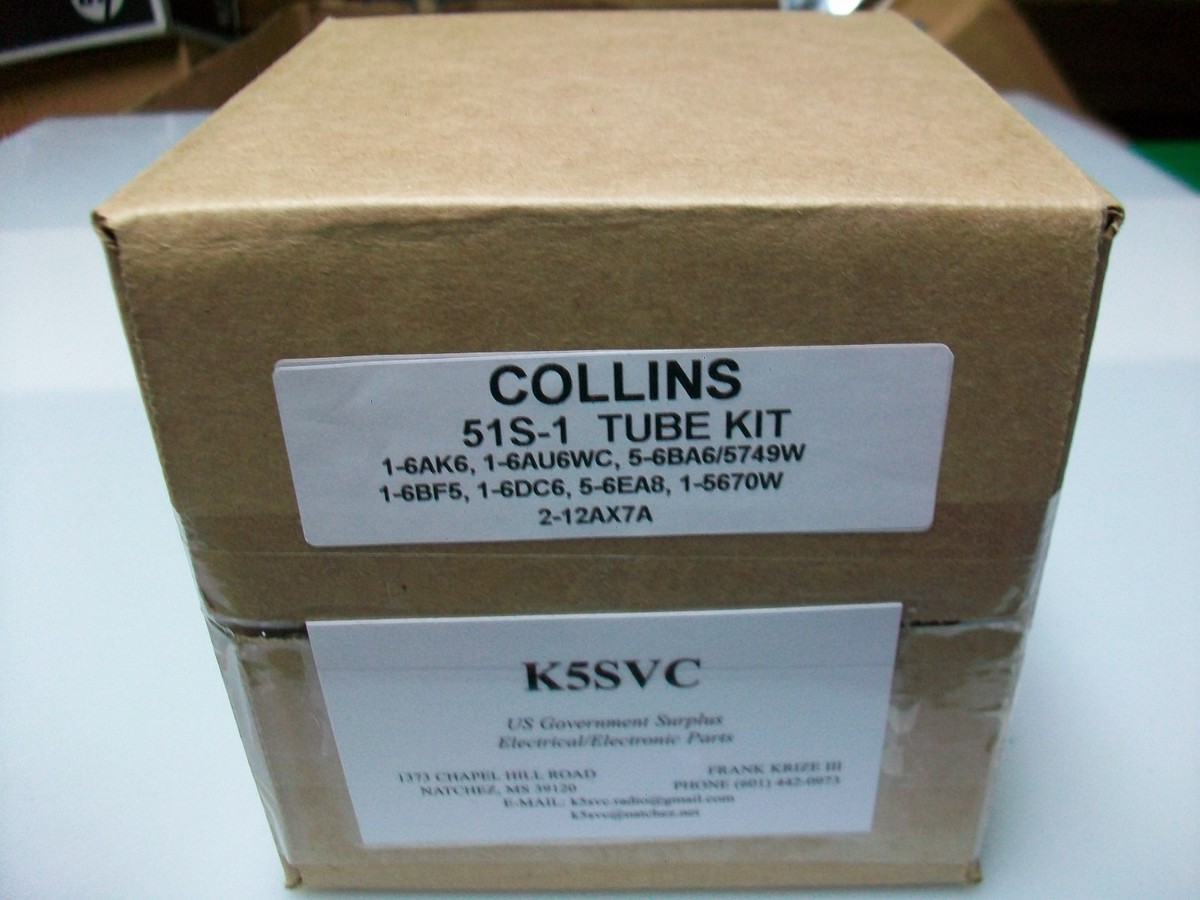 COLLINS
51S-1 TUBE KIT
1-6AK6, 1-6AU6WC, 5-6BA6/5749W
1-6BF5, 1-6DC6, 5-6EA8, 1-5670W
2-12AX7A
K5SVC
US Government Surplus
Electrical/Electronic Parts
1373 CHAPEL HILL ROAD FRANK KRIZE III
NATCHEZ, MS 39120 PHONE (601) 442-0973
E-MAIL: k5svc.radio@gmail.com
k5svc@natchez.net